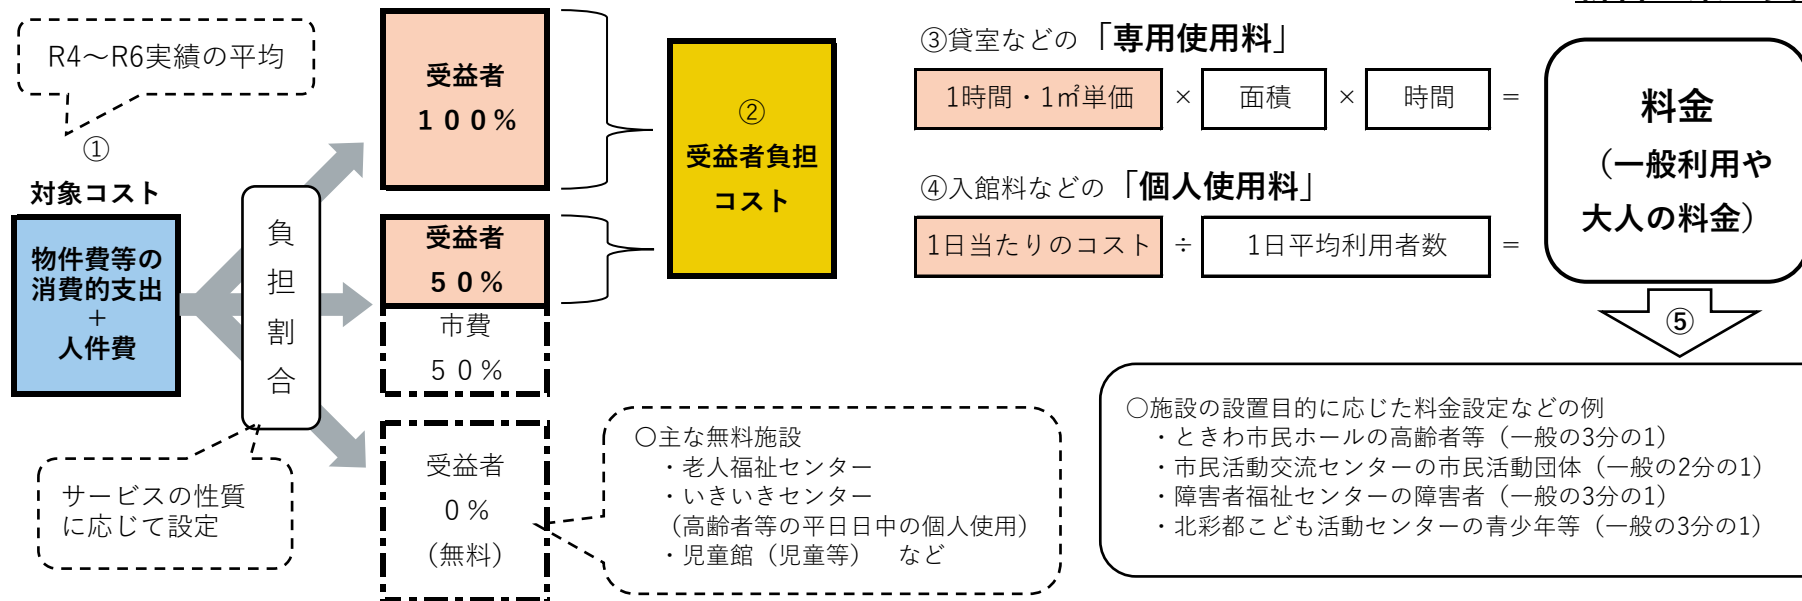 R4～R6実績の平均
①
対象コスト
物件費等の
消費的支出
＋
人件費
負
担
割
合
サービスの性質
に応じて設定
受益者
１００%
受益者
５０%
市費
５０%
受益者
０%
（無料）
②
受益者負担
コスト
○主な無料施設
・老人福祉センター
・いきいきセンター
（高齢者等の平日日中の個人使用）
・児童館（児童等）　など
③貸室などの「専用使用料」
1時間・1㎡単価 × 面積 × 時間 ＝
④入館料などの「個人使用料」
1日当たりのコスト ÷ 1日平均利用者数 ＝
料金
（一般利用や
大人の料金）
⑤
○施設の設置目的に応じた料金設定などの例
・ときわ市民ホールの高齢者等（一般の3分の1）
・市民活動交流センターの市民活動団体（一般の2分の1）
・障害者福祉センターの障害者（一般の3分の1）
・北彩都こども活動センターの青少年等（一般の3分の1）